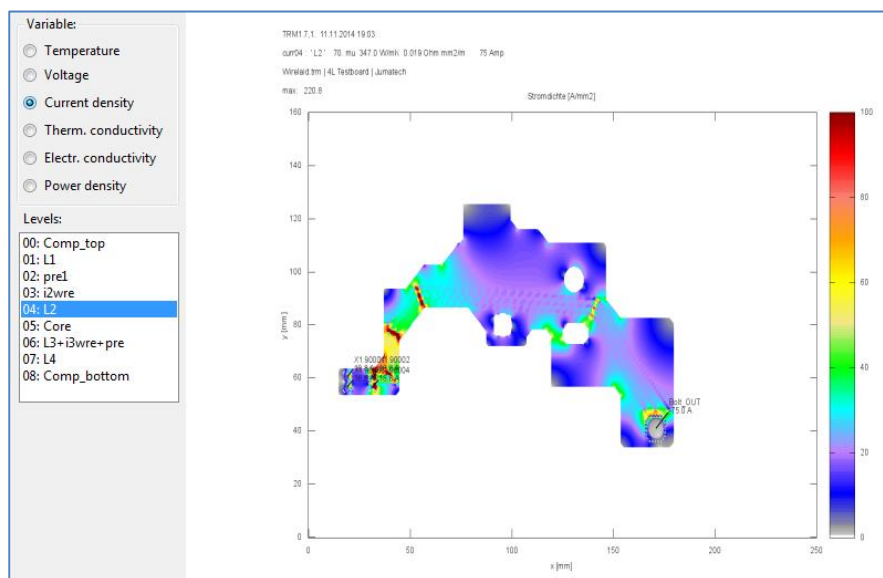 Variable:
Temperature
Voltage
Current density
Therm. conductivity
Electr. conductivity
Power density
Levels:
00: Comp_top
01: L1
02: pre1
03: i2wre
04: L2
05: Core
06: L3+i3wre+pre
07: L4
08: Comp_bottom
TRM1.7.1. 11.11.2014 19:03
curr04 : 'L2' 70. mu 347.0 W/mK 0.019 Ohm mm2/m 75 Amp
Wirelaid.trm | 4L Testboard | Jumatech
max: 220.8
Stromdichte [A/mm2]
160
140
120
100
80
60
40
20
0
y [mm]
0
50
100
150
200
250
x [mm]
Bolt_OUT
75.0 A
100
80
60
40
20
0